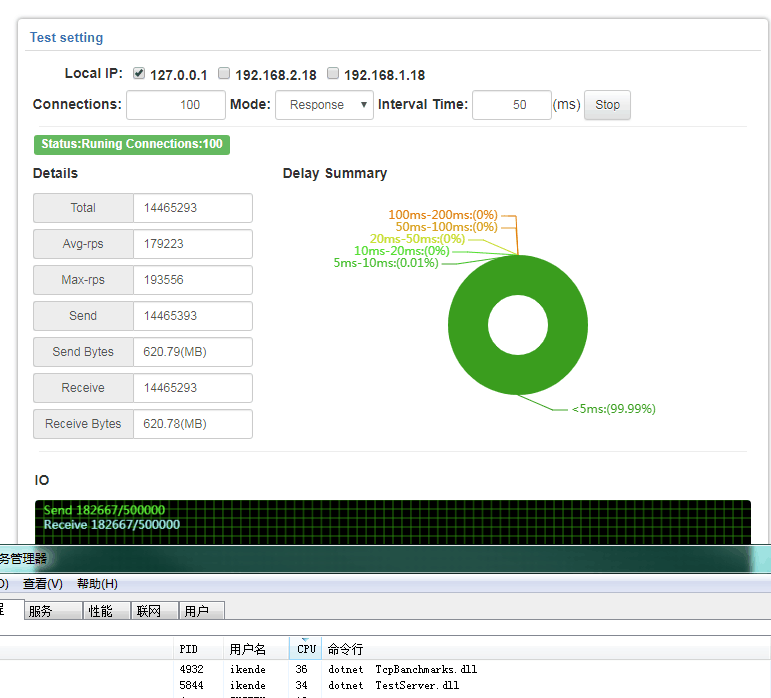 Test setting
Local IP: 127.0.0.1 192.168.2.18 192.168.1.18
Connections: 100 Mode: Response Interval Time: 50 (ms) Stop
Status:Runing Connections:100
Details
Delay Summary
Total 14465293
Avg-rps 179223
Max-rps 193556
Send 14465393
Send Bytes 620.79(MB)
Receive 14465293
Receive Bytes 620.78(MB)
100ms-200ms:(0%)
50ms-100ms:(0%)
20ms-50ms:(0%)
10ms-20ms:(0%)
5ms-10ms:(0.01%)
<5ms:(99.99%)
IO
Send 182667/500000
Receive 182667/500000
务管理器
查看(V) 帮助(H)
服务 性能 联网 用户
PID 用户名 CPU 命令行
4932 ikende 36 dotnet TcpBanchmarks.dll
5844 ikende 34 dotnet TestServer.dll